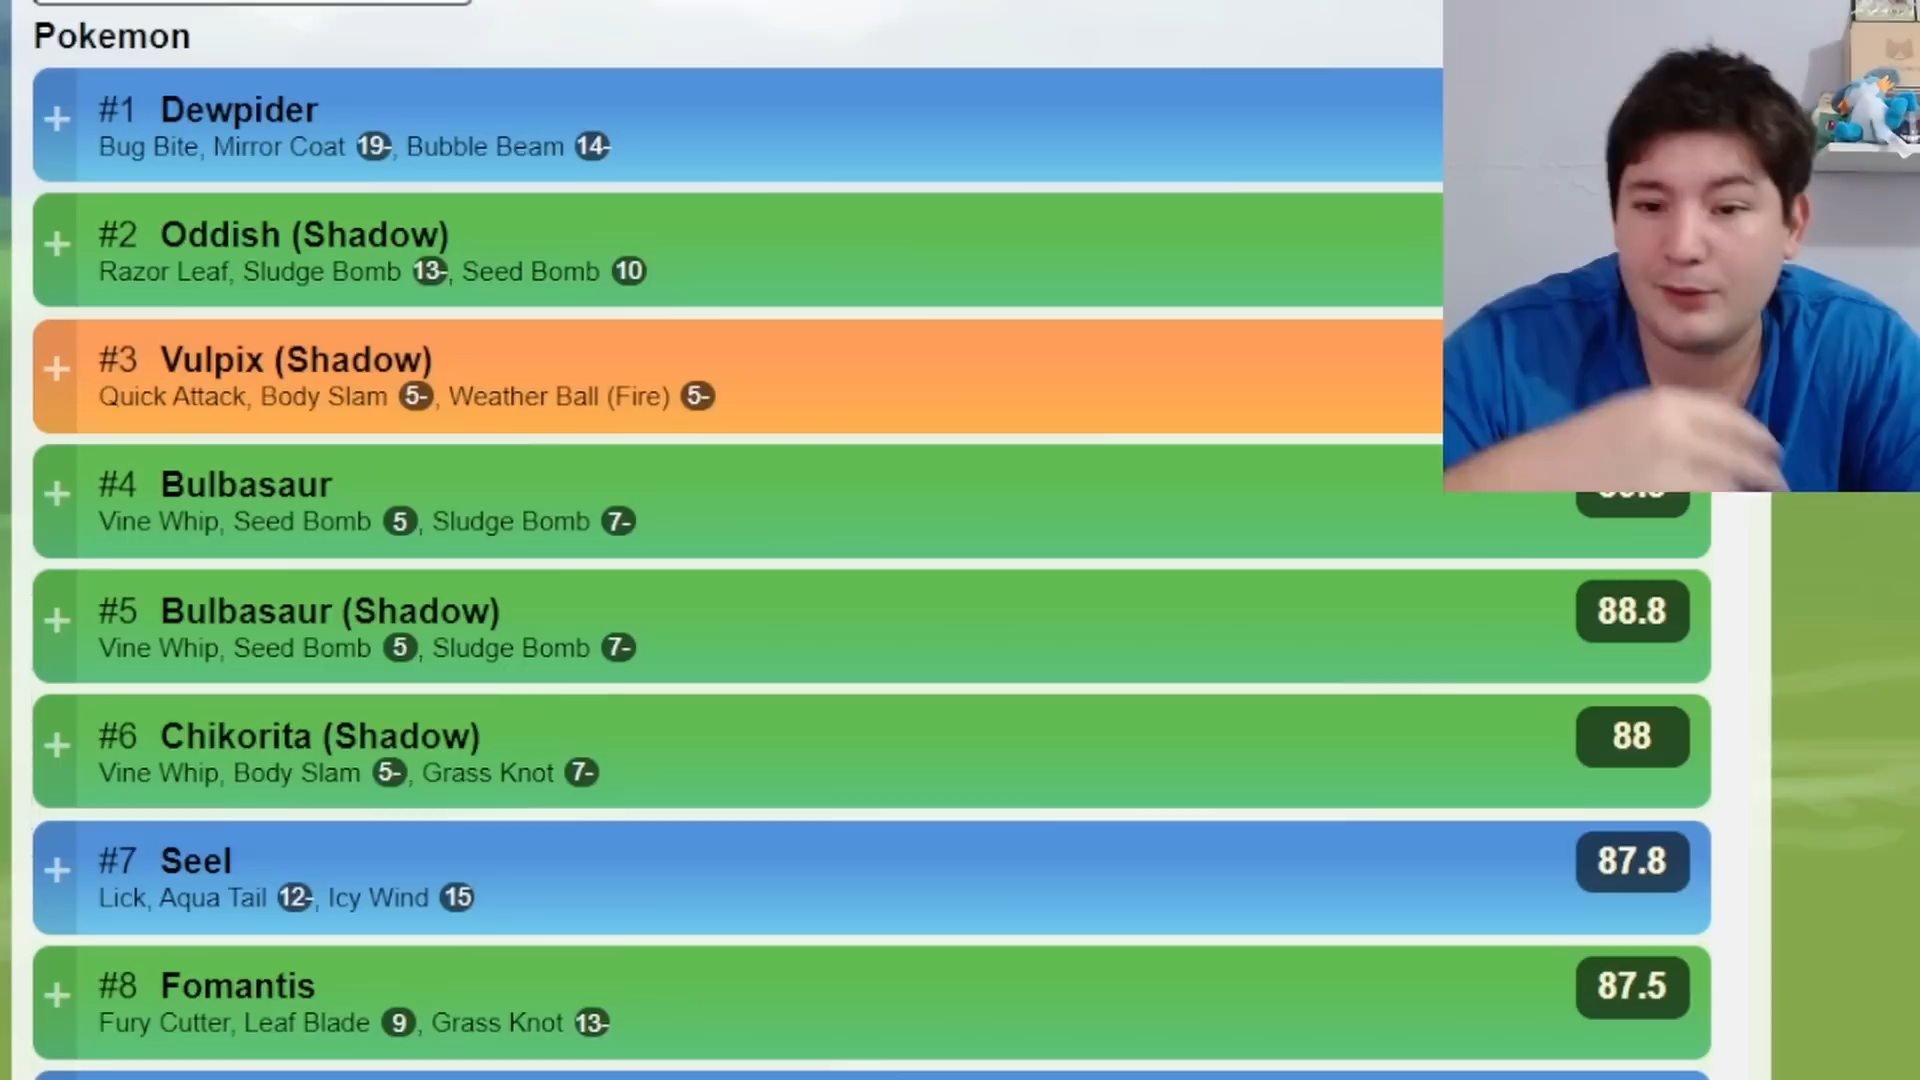 Pokemon
#1 Dewpider
Bug Bite, Mirror Coat 19-, Bubble Beam 14-
#2 Oddish (Shadow)
Razor Leaf, Sludge Bomb 13-, Seed Bomb 10
#3 Vulpix (Shadow)
Quick Attack, Body Slam 5-, Weather Ball (Fire) 5-
#4 Bulbasaur
Vine Whip, Seed Bomb 5, Sludge Bomb 7-
#5 Bulbasaur (Shadow) 88.8
Vine Whip, Seed Bomb 5, Sludge Bomb 7-
#6 Chikorita (Shadow) 88
Vine Whip, Body Slam 5-, Grass Knot 7-
#7 Seel 87.8
Lick, Aqua Tail 12-, Icy Wind 15
#8 Fomantis 87.5
Fury Cutter, Leaf Blade 9, Grass Knot 13-